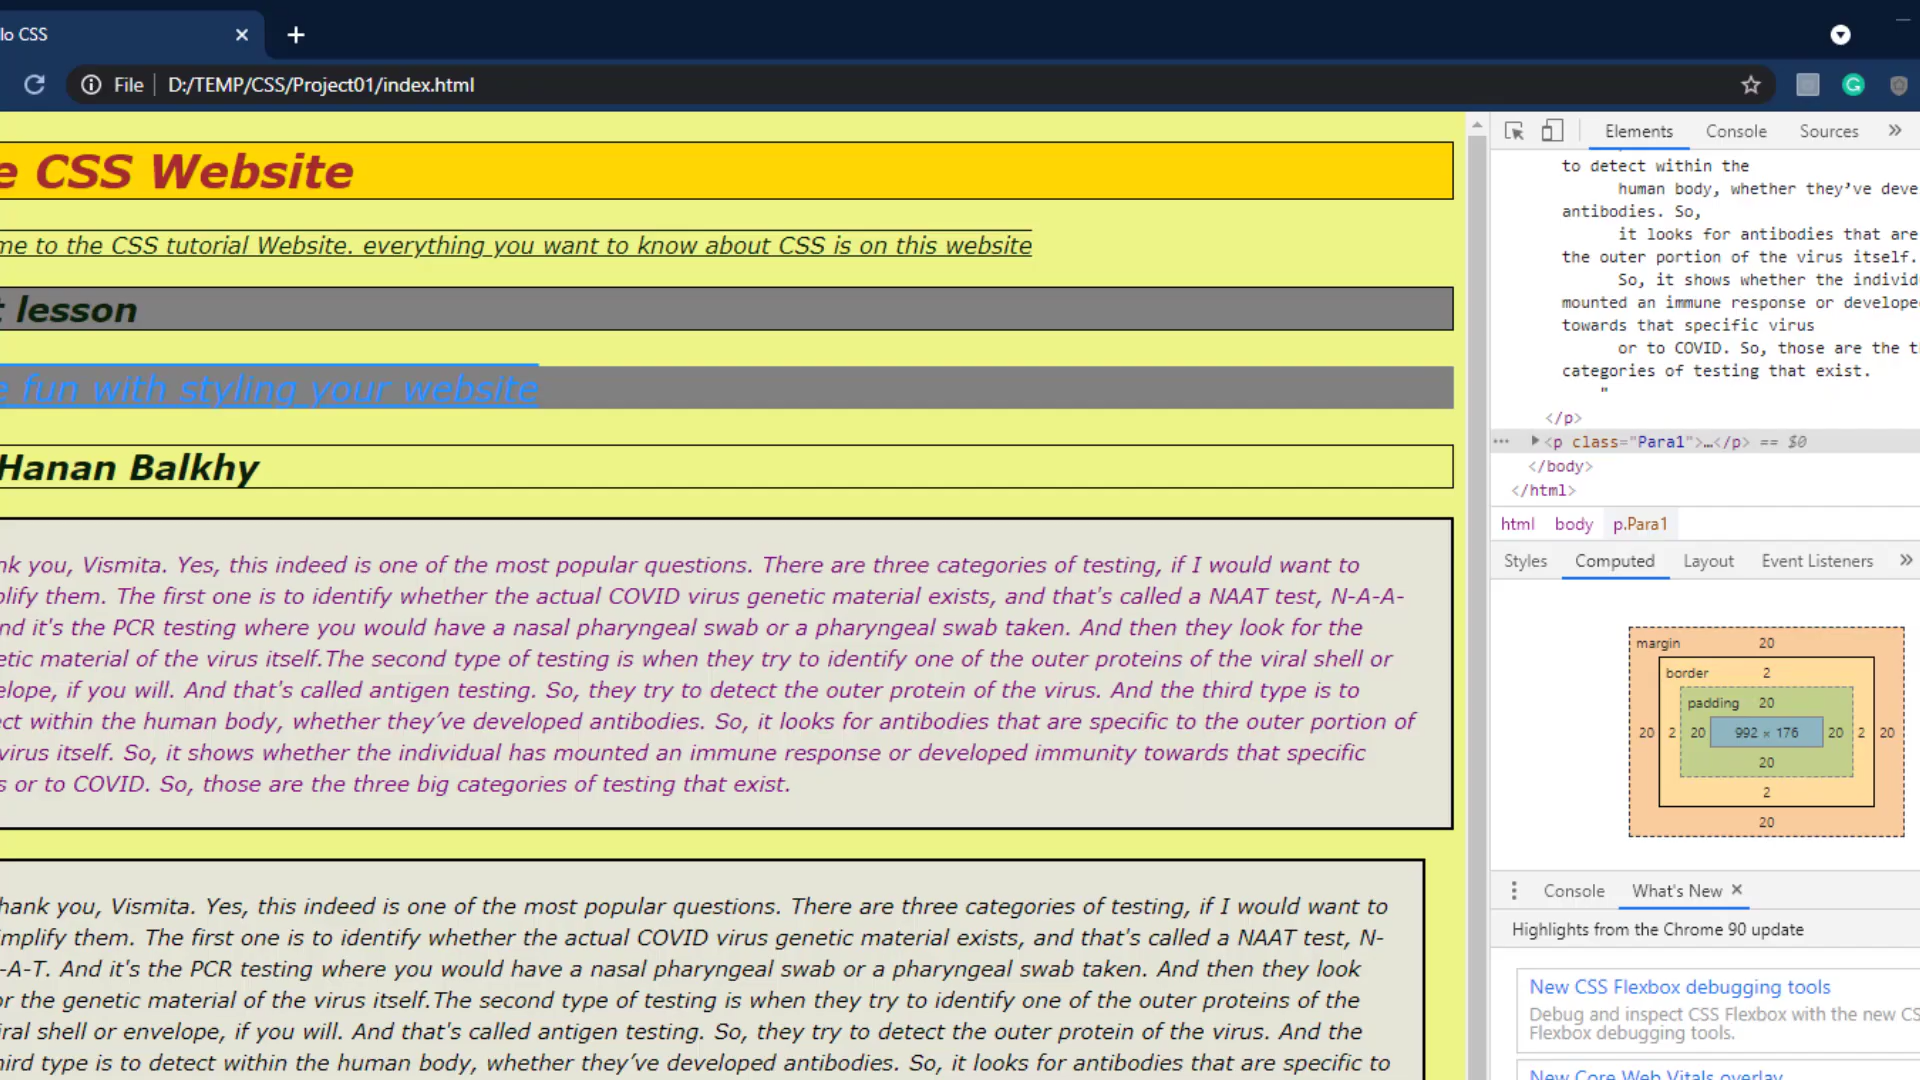 lo CSS
File
D:/TEMP/CSS/Project01/index.html
e CSS Website
me to the CSS tutorial Website. everything you want to know about CSS is on this website
t lesson
e fun with styling your website
Hanan Balkhy
nk you, Vismita. Yes, this indeed is one of the most popular questions. There are three categories of testing, if I would want to
plify them. The first one is to identify whether the actual COVID virus genetic material exists, and that's called a NAAT test, N-A-A-
nd it's the PCR testing where you would have a nasal pharyngeal swab or a pharyngeal swab taken. And then they look for the
etic material of the virus itself.The second type of testing is when they try to identify one of the outer proteins of the viral shell or
elope, if you will. And that's called antigen testing. So, they try to detect the outer protein of the virus. And the third type is to
ect within the human body, whether they’ve developed antibodies. So, it looks for antibodies that are specific to the outer portion of
virus itself. So, it shows whether the individual has mounted an immune response or developed immunity towards that specific
s or to COVID. So, those are the three big categories of testing that exist.
hank you, Vismita. Yes, this indeed is one of the most popular questions. There are three categories of testing, if I would want to
implify them. The first one is to identify whether the actual COVID virus genetic material exists, and that's called a NAAT test, N-
-A-T. And it's the PCR testing where you would have a nasal pharyngeal swab or a pharyngeal swab taken. And then they look
or the genetic material of the virus itself.The second type of testing is when they try to identify one of the outer proteins of the
iral shell or envelope, if you will. And that's called antigen testing. So, they try to detect the outer protein of the virus. And the
hird type is to detect within the human body, whether they’ve developed antibodies. So, it looks for antibodies that are specific to
Elements Console Sources »
to detect within the
human body, whether they’ve deve
antibodies. So,
it looks for antibodies that are
the outer portion of the virus itself.
So, it shows whether the individ
mounted an immune response or develope
towards that specific virus
or to COVID. So, those are the t
categories of testing that exist.
"
</p>
<p class="Para1">…</p> == $0
</body>
</html>
html body p.Para1
Styles Computed Layout Event Listeners »
margin 20
border 2
padding 20
20 2 20 992 × 176 20 2 20
20
2
20
Console What's New
Highlights from the Chrome 90 update
New CSS Flexbox debugging tools
Debug and inspect CSS Flexbox with the new CS
Flexbox debugging tools.
New Core Web Vitals overlay